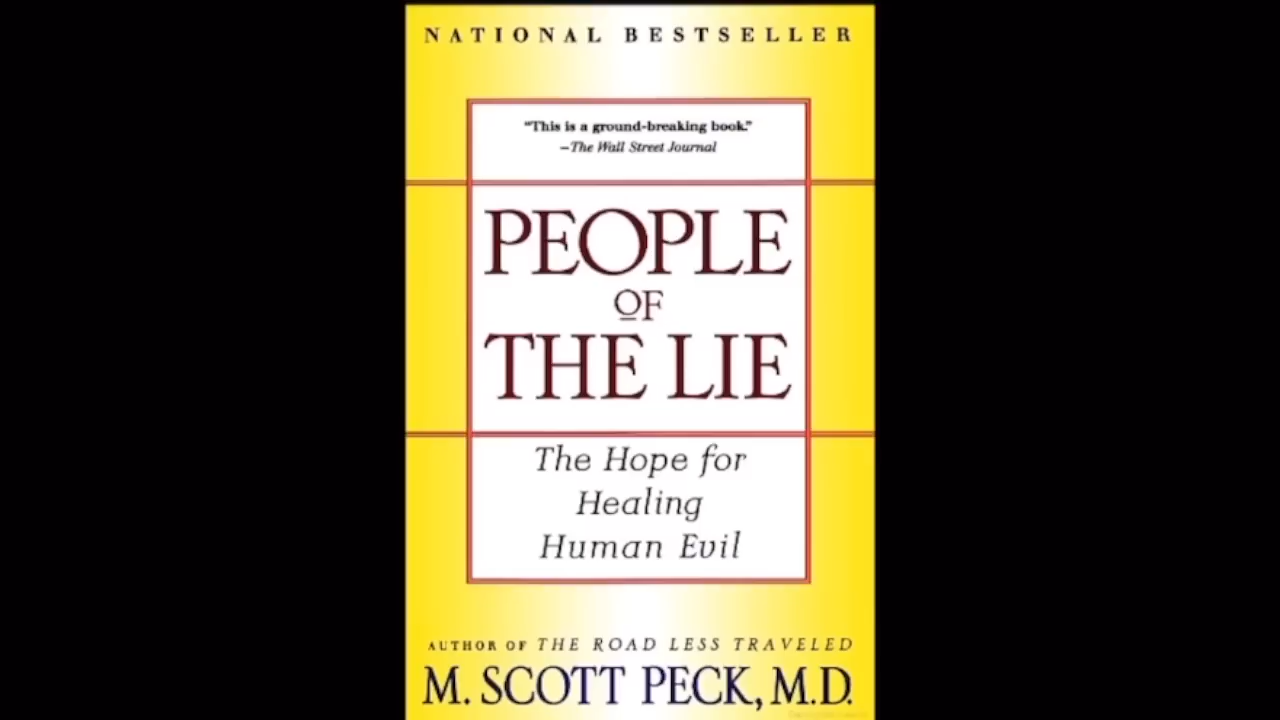 NATIONAL BESTSELLER
“This is a ground-breaking book.”
—The Wall Street Journal
PEOPLE
OF
THE LIE
The Hope for
Healing
Human Evil
AUTHOR OF THE ROAD LESS TRAVELED
M. SCOTT PECK, M.D.